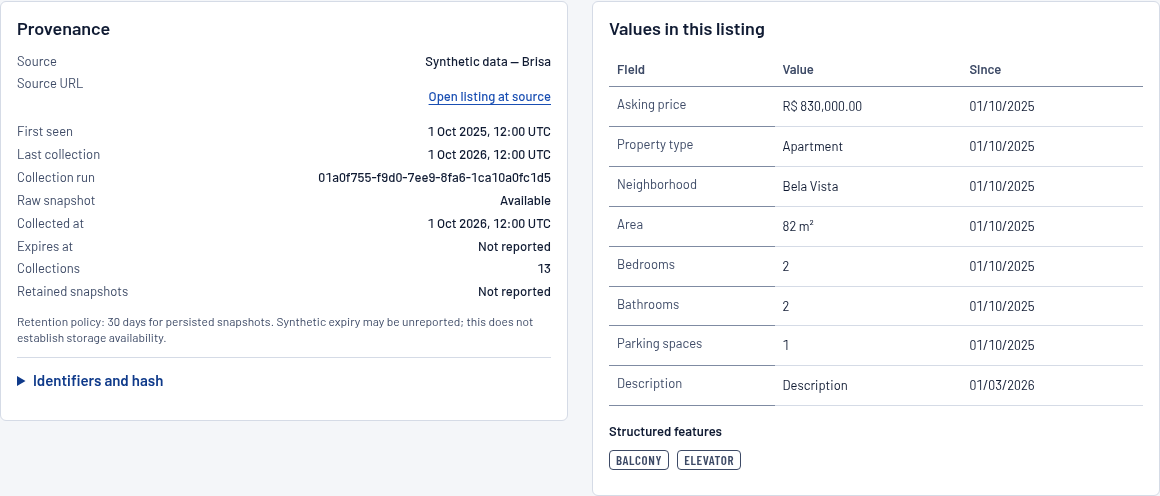 Provenance
Source Synthetic data — Brisa
Source URL
Open listing at source
First seen 1 Oct 2025, 12:00 UTC
Last collection 1 Oct 2026, 12:00 UTC
Collection run 01a0f755-f9d0-7ee9-8fa6-1ca10a0fc1d5
Raw snapshot Available
Collected at 1 Oct 2026, 12:00 UTC
Expires at Not reported
Collections 13
Retained snapshots Not reported
Retention policy: 30 days for persisted snapshots. Synthetic expiry may be unreported; this does not
establish storage availability.
Identifiers and hash
Values in this listing
Field Value Since
Asking price R$ 830,000.00 01/10/2025
Property type Apartment 01/10/2025
Neighborhood Bela Vista 01/10/2025
Area 82 m² 01/10/2025
Bedrooms 2 01/10/2025
Bathrooms 2 01/10/2025
Parking spaces 1 01/10/2025
Description Description 01/03/2026
Structured features
BALCONY ELEVATOR